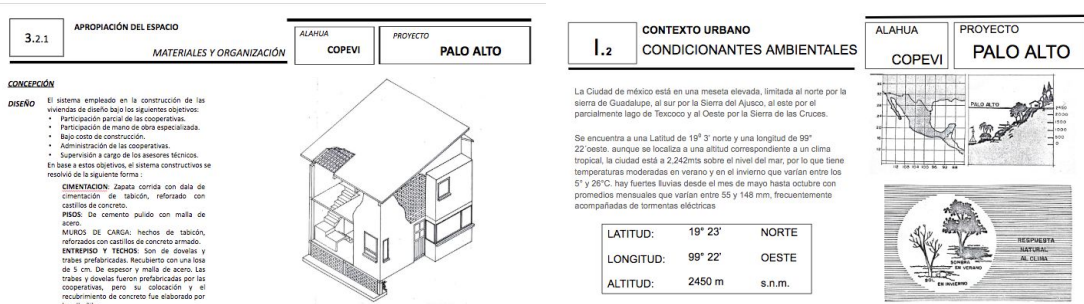 3.2.1
APROPIACIÓN DEL ESPACIO
MATERIALES Y ORGANIZACIÓN
ALAHUA
COPEVI
PROYECTO
PALO ALTO
CONCEPCIÓN
DISEÑO
El sistema empleado en la construcción de las
viviendas de diseño bajo los siguientes objetivos:
• Participación parcial de las cooperativas.
• Participación de mano de obra especializada.
• Bajo costo de construcción.
• Administración de las cooperativas.
• Supervisión a cargo de los asesores técnicos.
En base a estos objetivos, el sistema constructivas se
resolvió de la siguiente forma :
CIMENTACION: Zapata corrida con dala de
cimentación de tabicón, reforzado con
castillos de concreto.
PISOS: De cemento pulido con malla de
acero.
MUROS DE CARGA: hechos de tabicón,
reforzados con castillos de concreto armado.
ENTREPISO Y TECHOS: Son de dovelas y
trabes prefabricadas. Recubierto con una losa
de 5 cm. De espesor y malla de acero. Las
trabes y dovelas fueron prefabricadas por las
cooperativas, pero su colocación y el
recubrimiento de concreto fue elaborado por
I.2
CONTEXTO URBANO
CONDICIONANTES AMBIENTALES
ALAHUA
COPEVI
PROYECTO
PALO ALTO
La Ciudad de méxico está en una meseta elevada, limitada al norte por la
sierra de Guadalupe, al sur por la Sierra del Ajusco, al este por el
parcialmente lago de Texcoco y al Oeste por la Sierra de las Cruces.
Se encuentra a una Latitud de 19⁰ 3' norte y una longitud de 99°
22'oeste. aunque se localiza a una altitud correspondiente a un clima
tropical, la ciudad está a 2,242mts sobre el nivel del mar, por lo que tiene
temperaturas moderadas en verano y en el invierno que varían entre los
5° y 26°C. hay fuertes lluvias desde el mes de mayo hasta octubre con
promedios mensuales que varían entre 55 y 148 mm, frecuentemente
acompañadas de tormentas eléctricas
LATITUD: 19° 23' NORTE
LONGITUD: 99° 22' OESTE
ALTITUD: 2450 m s.n.m.
PALO ALTO
RESPUESTA
NATURAL
AL CLIMA
SOMBRA
EN VERANO
SOL
EN INVIERNO